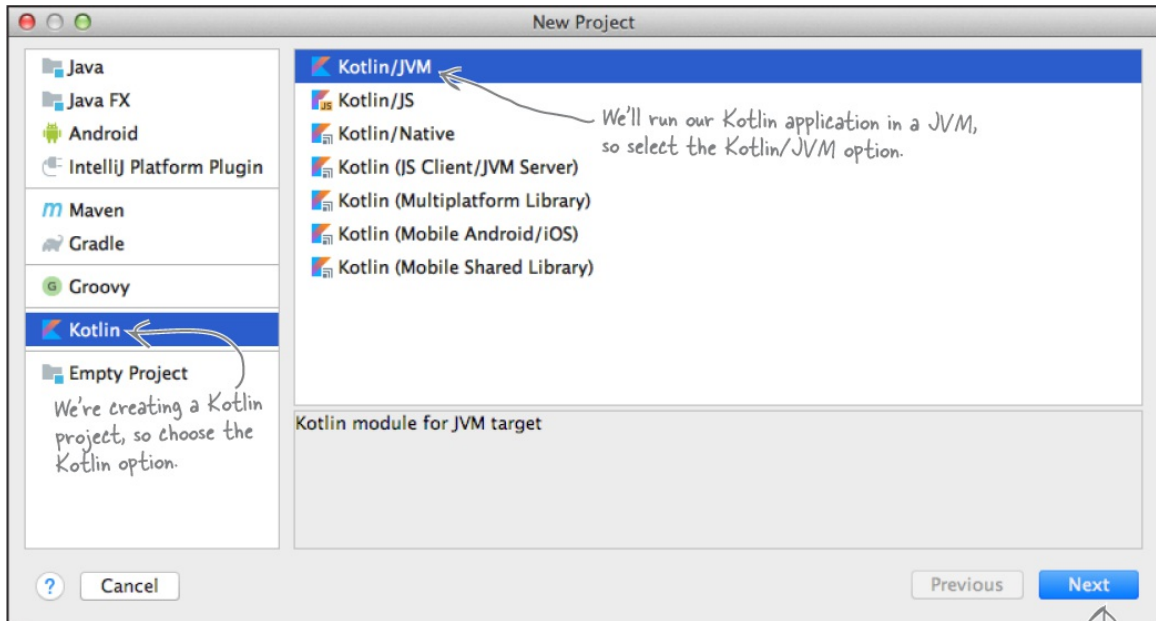 New Project
Java
Java FX
Android
IntelliJ Platform Plugin
Maven
Gradle
Groovy
Kotlin
Empty Project
We're creating a Kotlin
project, so choose the
Kotlin option.
Kotlin/JVM
Kotlin/JS
Kotlin/Native
Kotlin (JS Client/JVM Server)
Kotlin (Multiplatform Library)
Kotlin (Mobile Android/iOS)
Kotlin (Mobile Shared Library)
We'll run our Kotlin application in a JVM,
so select the Kotlin/JVM option.
Kotlin module for JVM target
? Cancel
Previous Next